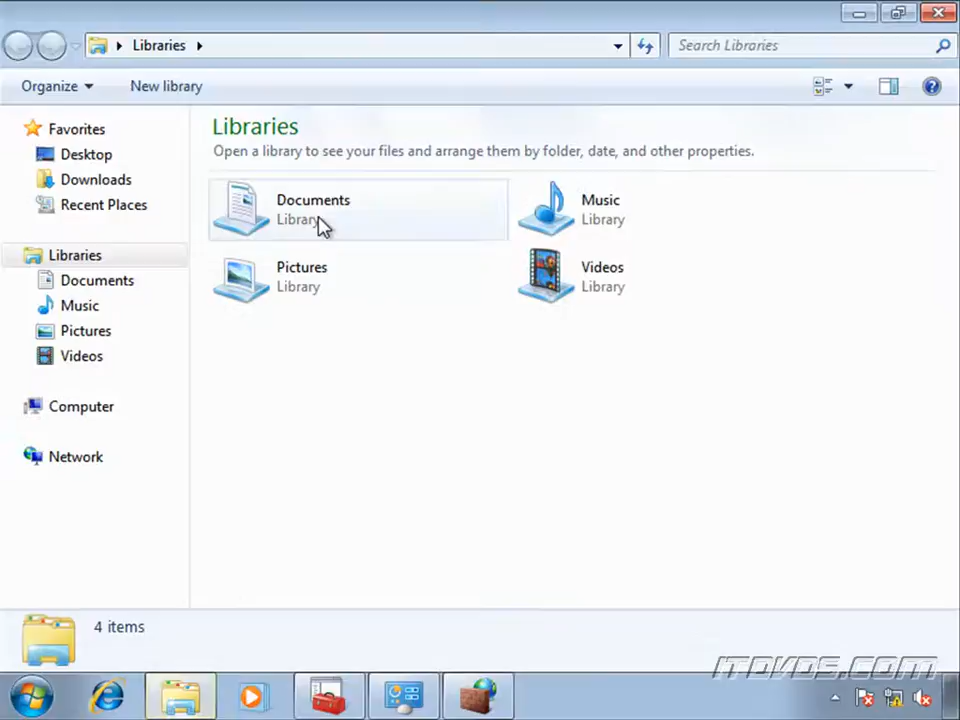 Libraries
Search Libraries
Organize
New library
Favorites
Desktop
Downloads
Recent Places
Libraries
Documents
Music
Pictures
Videos
Computer
Network
Libraries
Open a library to see your files and arrange them by folder, date, and other properties.
Documents
Library
Music
Library
Pictures
Library
Videos
Library
4 items
ITDVDS.COM